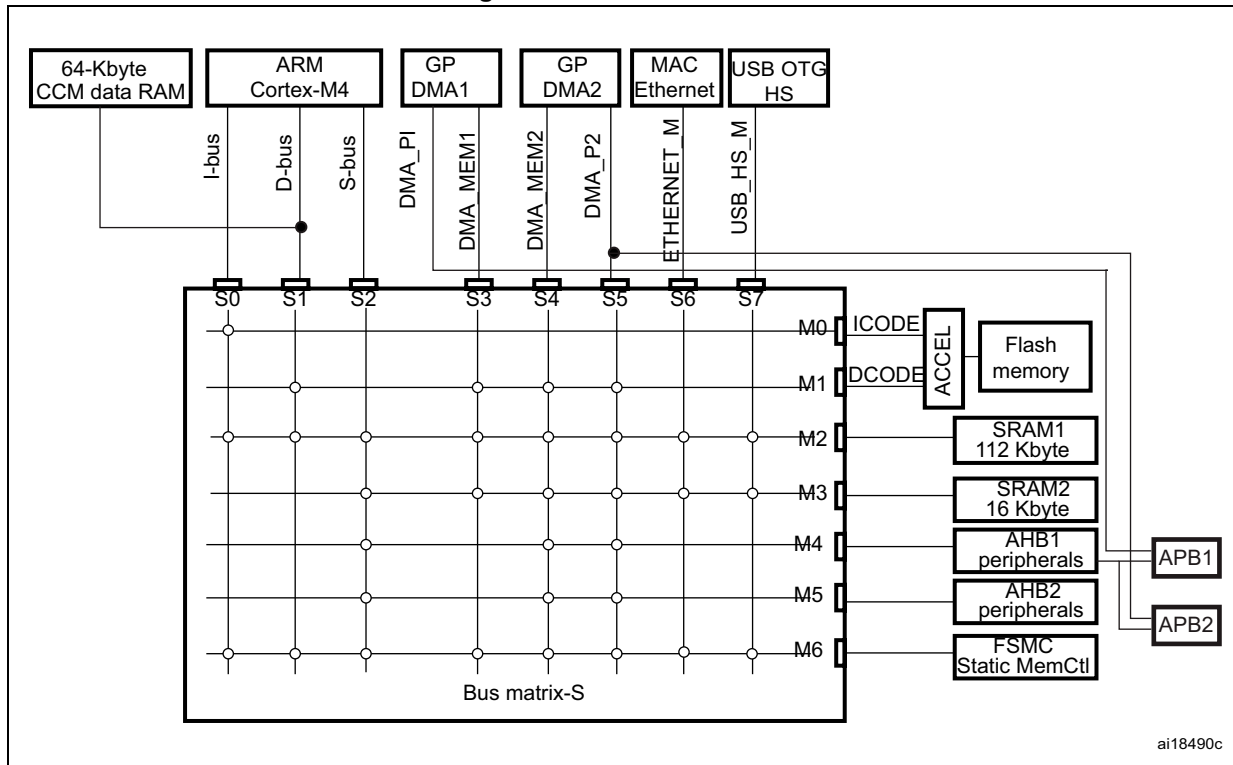 64-Kbyte
CCM data RAM
ARM
Cortex-M4
GP
DMA1
GP
DMA2
MAC
Ethernet
USB OTG
HS
I-bus
D-bus
S-bus
DMA_PI
DMA_MEM1
DMA_MEM2
DMA_P2
ETHERNET_M
USB_HS_M
S0
S1
S2
S3
S4
S5
S6
S7
M0
ICODE
M1
DCODE
ACCEL
Flash
memory
M2
SRAM1
112 Kbyte
M3
SRAM2
16 Kbyte
M4
AHB1
peripherals
APB1
M5
AHB2
peripherals
APB2
M6
FSMC
Static MemCtl
Bus matrix-S
ai18490c